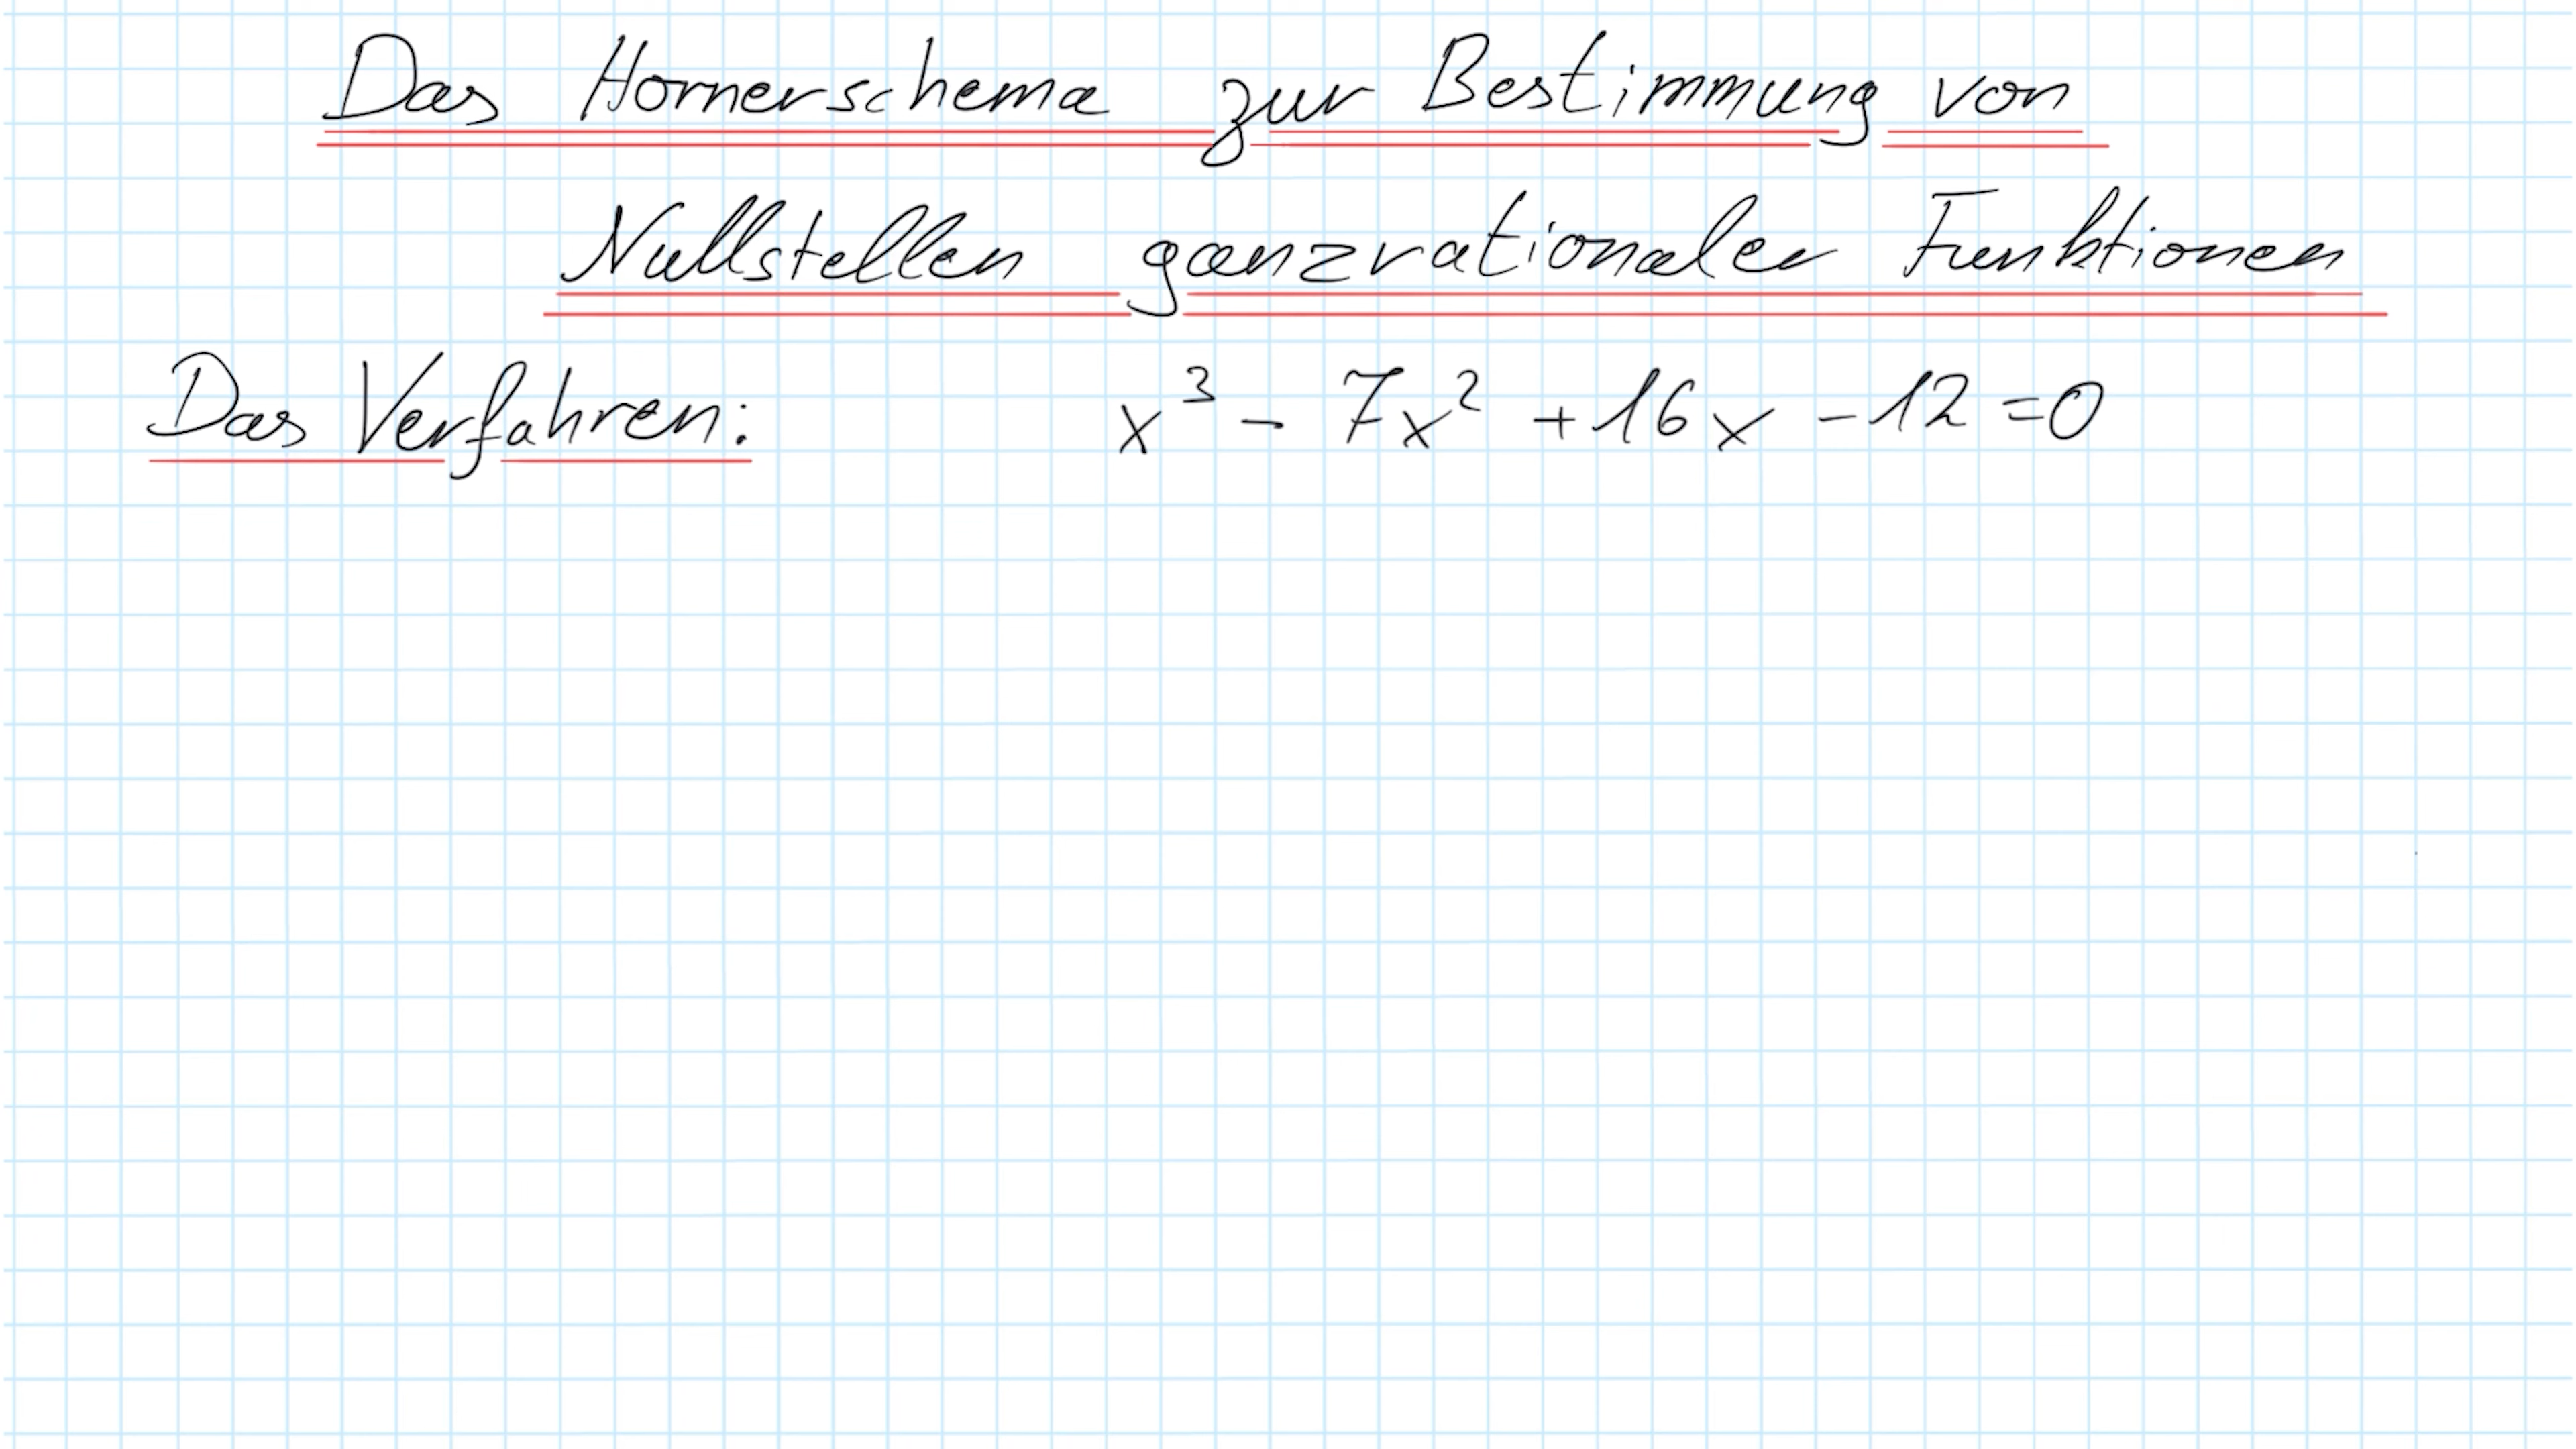 Das Hornerschema zur Bestimmung von
Nullstellen ganzrationaler Funktionen
Das Verfahren: x³ - 7x² + 16x - 12 = 0